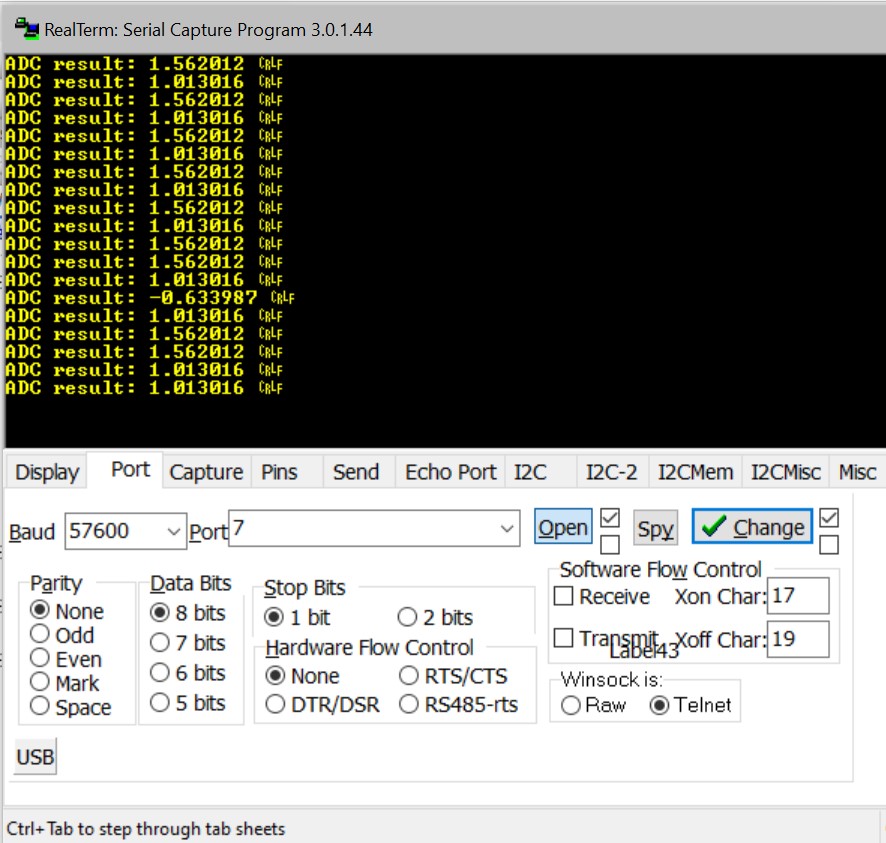 RealTerm: Serial Capture Program 3.0.1.44
ADC result: 1.562012 CRLF
ADC result: 1.013016 CRLF
ADC result: 1.562012 CRLF
ADC result: 1.013016 CRLF
ADC result: 1.562012 CRLF
ADC result: 1.013016 CRLF
ADC result: 1.562012 CRLF
ADC result: 1.013016 CRLF
ADC result: 1.562012 CRLF
ADC result: 1.013016 CRLF
ADC result: 1.562012 CRLF
ADC result: 1.562012 CRLF
ADC result: 1.013016 CRLF
ADC result: -0.633987 CRLF
ADC result: 1.013016 CRLF
ADC result: 1.562012 CRLF
ADC result: 1.562012 CRLF
ADC result: 1.013016 CRLF
ADC result: 1.013016 CRLF
Display Port Capture Pins Send Echo Port I2C I2C-2 I2CMem I2CMisc Misc
Baud 57600 Port 7 Open Spy Change
Parity
None
Odd
Even
Mark
Space
Data Bits
8 bits
7 bits
6 bits
5 bits
Stop Bits
1 bit 2 bits
Hardware Flow Control
None RTS/CTS
DTR/DSR RS485-rts
Software Flow Control
Receive Xon Char: 17
Transmit Xoff Char: 19
Label43
Winsock is:
Raw Telnet
USB
Ctrl+Tab to step through tab sheets